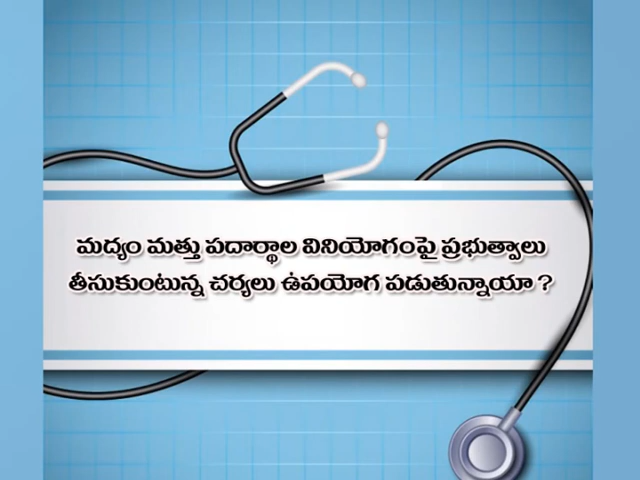 మద్యం మత్తు పదార్థాల వినియోగంపై ప్రభుత్వాలు
తీసుకుంటున్న చర్యలు ఉపయోగ పడుతున్నాయా ?